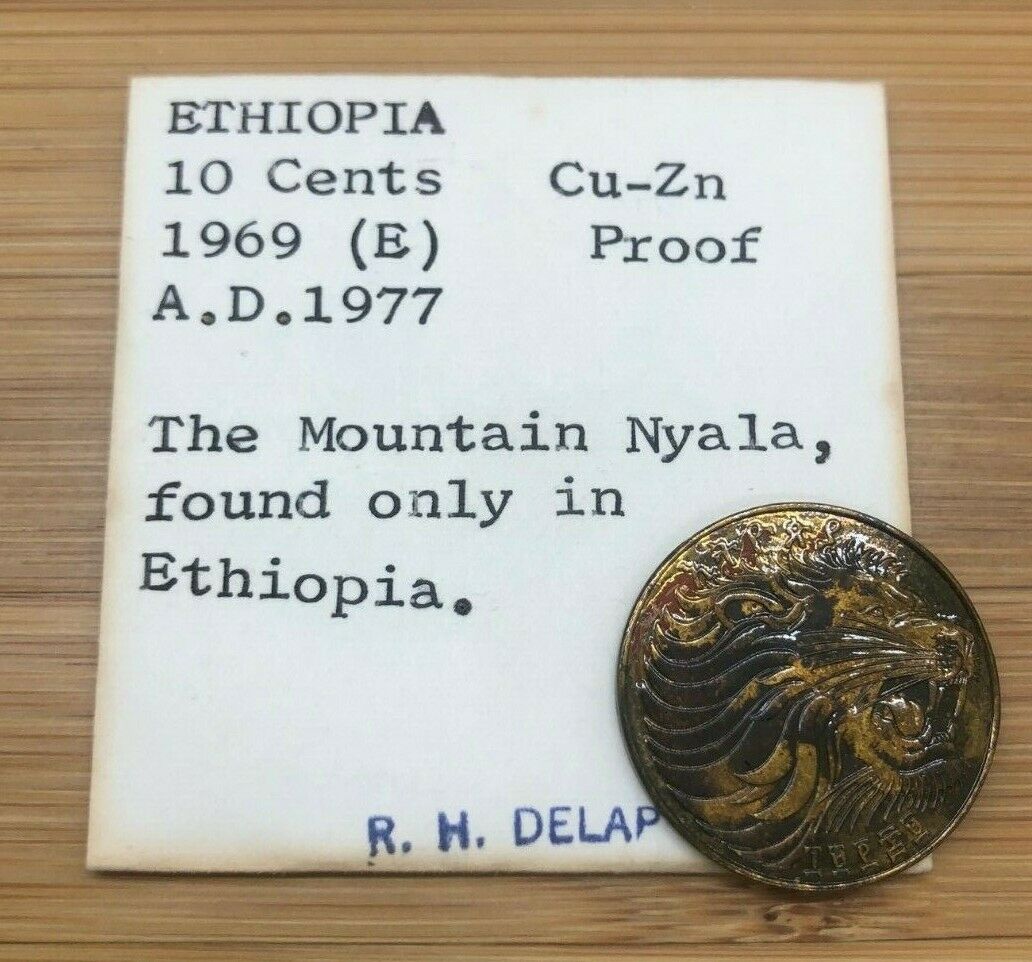 ETHIOPIA
10 Cents Cu-Zn
1969 (E) Proof
A.D.1977
The Mountain Nyala,
found only in
Ethiopia.
R. H. DELAP